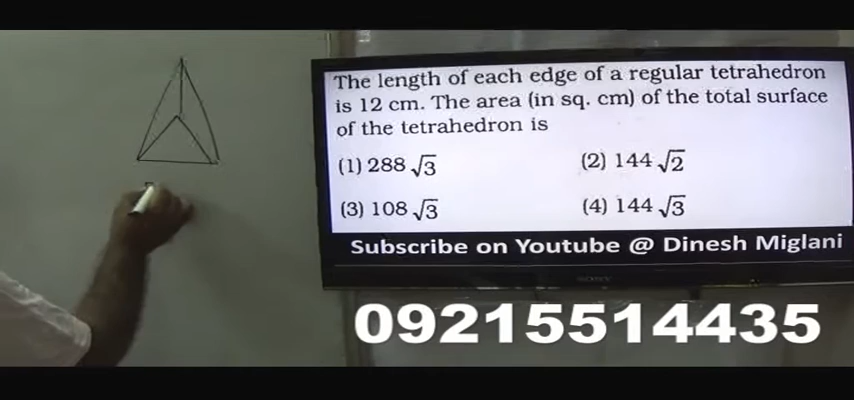 The length of each edge of a regular tetrahedron
is 12 cm. The area (in sq. cm) of the total surface
of the tetrahedron is
(1) 288 √3 (2) 144 √2
(3) 108 √3 (4) 144 √3
Subscribe on Youtube @ Dinesh Miglani
SONY
09215514435